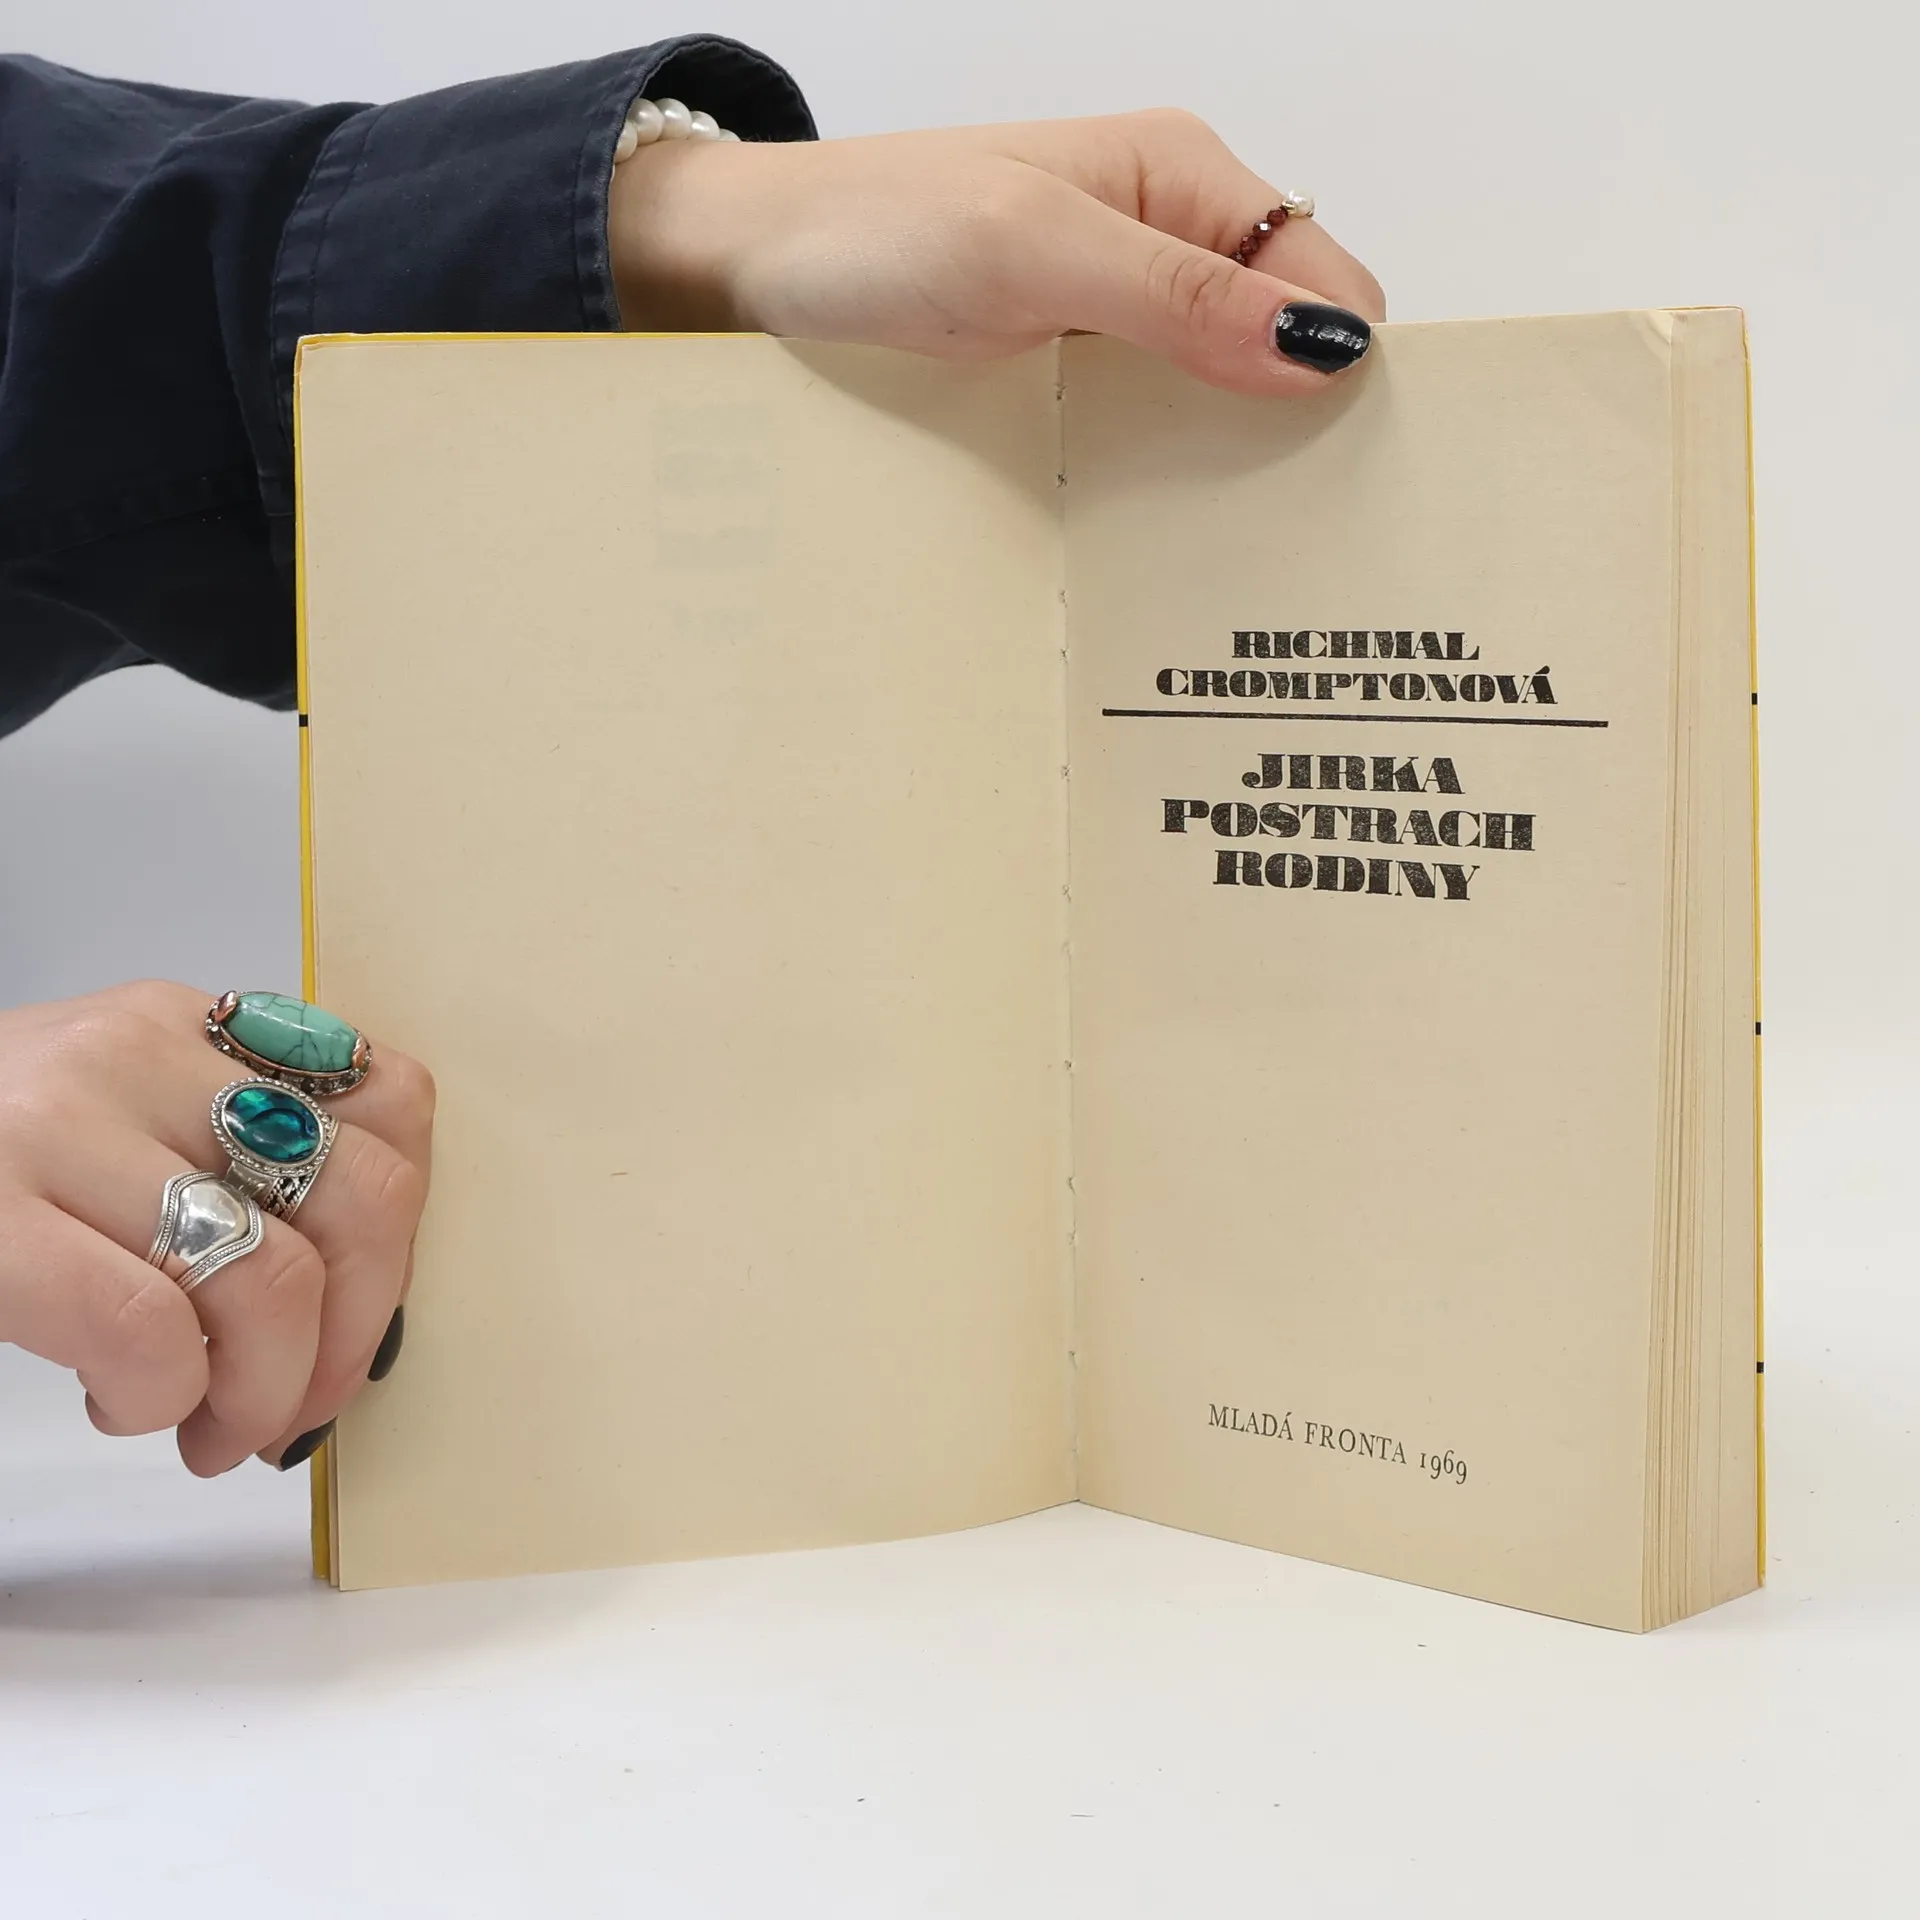 RICHMAL
CROMPTONOVÁ
JIRKA
POSTRACH
RODINY
MLADÁ FRONTA 1969